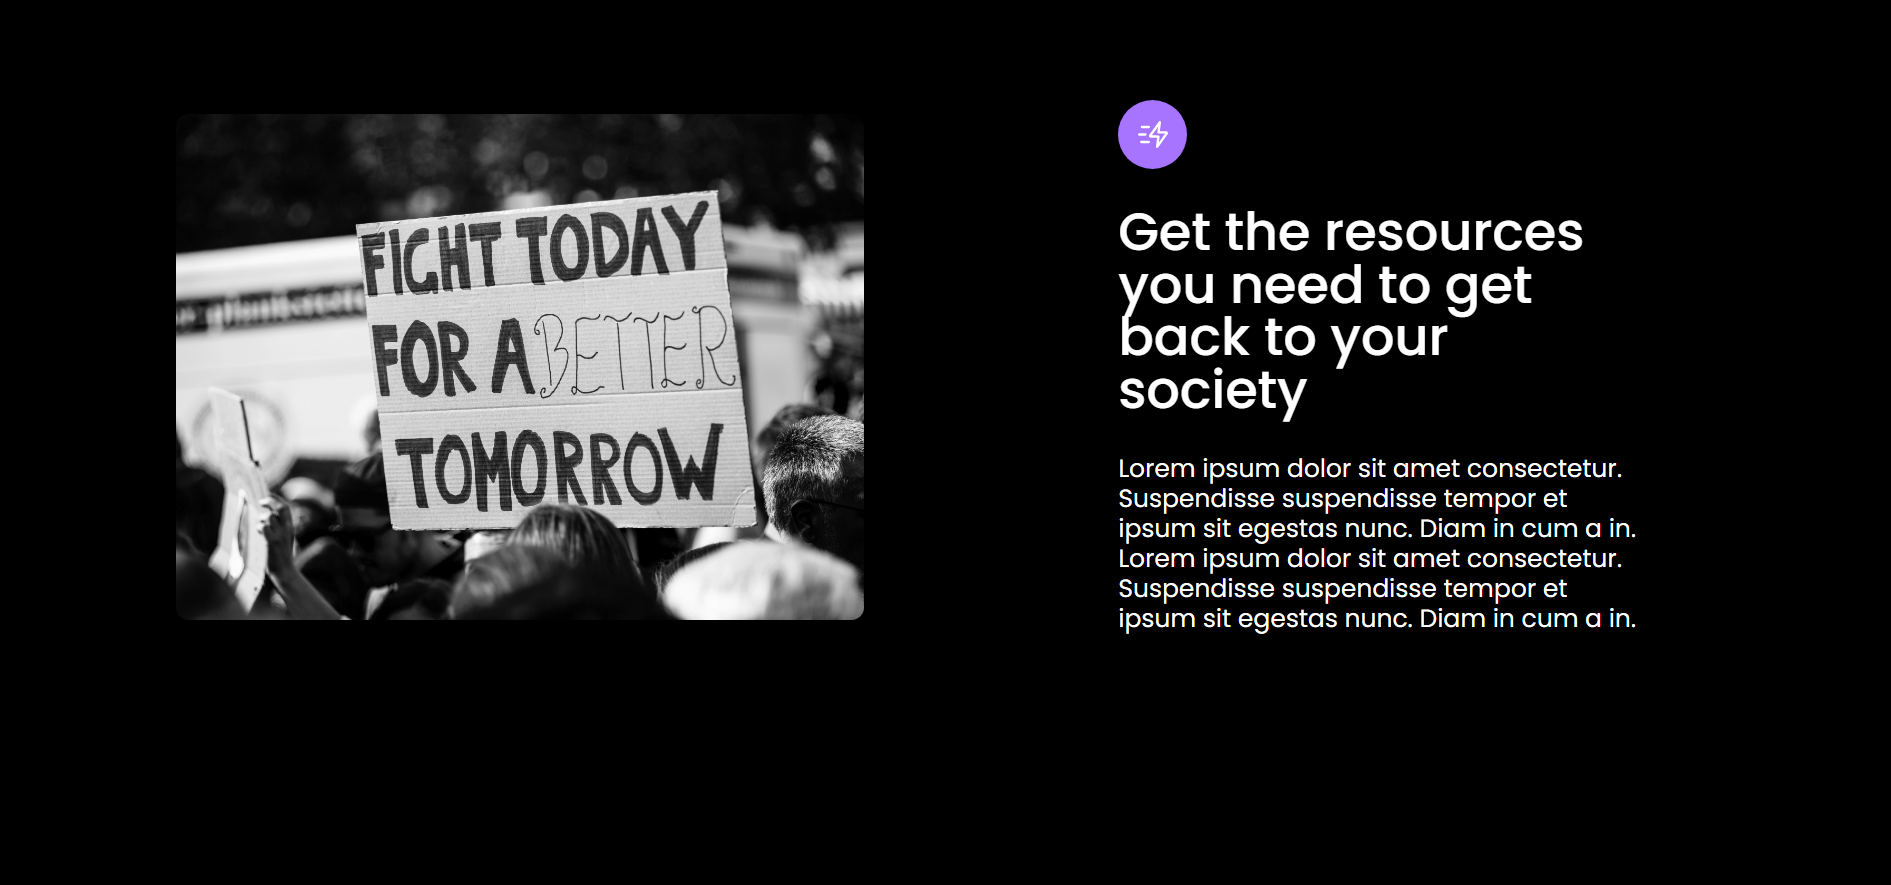 FIGHT TODAY
FOR A BETTER
TOMORROW
Get the resources
you need to get
back to your
society
Lorem ipsum dolor sit amet consectetur.
Suspendisse suspendisse tempor et
ipsum sit egestas nunc. Diam in cum a in.
Lorem ipsum dolor sit amet consectetur.
Suspendisse suspendisse tempor et
ipsum sit egestas nunc. Diam in cum a in.